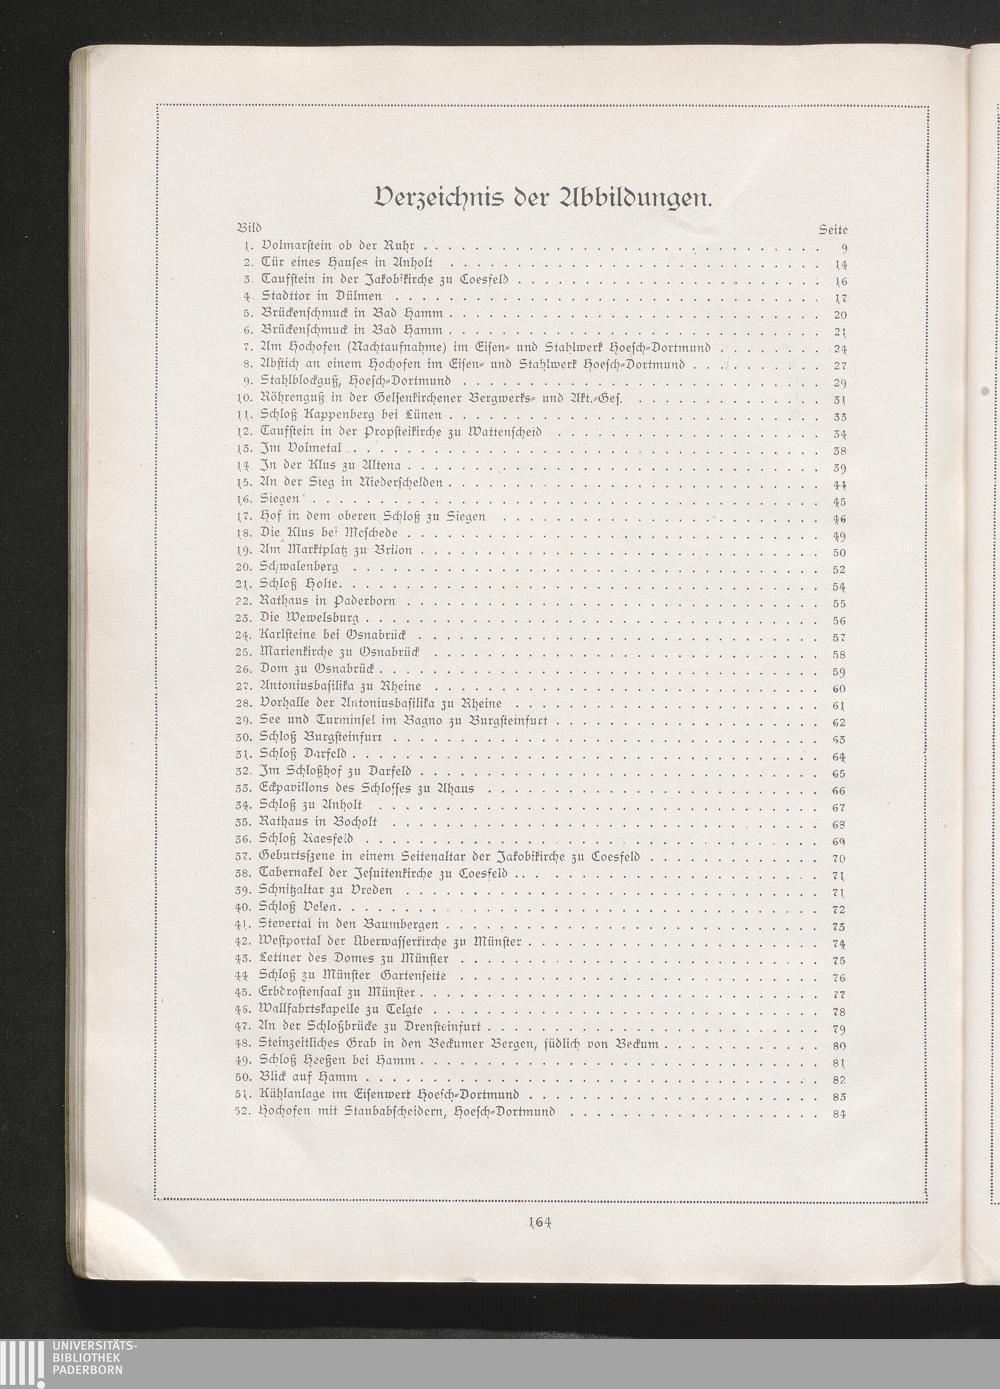 Verzeichnis der Abbildungen.
Bild Seite
1. Volmarstein ob der Ruhr 9
2. Tür eines Hauses in Anholt 14
3. Taufstein in der Jakobikirche zu Coesfeld 16
4. Stadttor in Dülmen 17
5. Brückenschmuck in Bad Hamm 20
6. Brückenschmuck in Bad Hamm 21
7. Am Hochofen (Nachtaufnahme) im Eisen- und Stahlwerk Hoesch-Dortmund 24
8. Abstich an einem Hochofen im Eisen- und Stahlwerk Hoesch-Dortmund 27
9. Stahlblockguß, Hoesch-Dortmund 29
10. Röhrenguß in der Gelsenkirchener Bergwerks- und Akt.-Ges. 31
11. Schloß Kappenberg bei Lünen 33
12. Taufstein in der Propsteikirche zu Wattenscheid 34
13. Im Volmetal 38
14. In der Klus zu Altena 39
15. An der Sieg in Niederschelden 44
16. Siegen 45
17. Hof in dem oberen Schloß zu Siegen 46
18. Die Klus bei Meschede 49
19. Am Marktplatz zu Brilon 50
20. Schwalenberg 52
21. Schloß Holte 54
22. Rathaus in Paderborn 55
23. Die Wewelsburg 56
24. Karlsteine bei Osnabrück 57
25. Marienkirche zu Osnabrück 58
26. Dom zu Osnabrück 59
27. Antoniusbasilika zu Rheine 60
28. Vorhalle der Antoniusbasilika zu Rheine 61
29. See und Turminsel im Bagno zu Burgsteinfurt 62
30. Schloß Burgsteinfurt 63
31. Schloß Darfeld 64
32. Im Schloßhof zu Darfeld 65
33. Eckpavillons des Schlosses zu Ahaus 66
34. Schloß zu Anholt 67
35. Rathaus in Bocholt 68
36. Schloß Raesfeld 69
37. Geburtsszene in einem Seitenaltar der Jakobikirche zu Coesfeld 70
38. Tabernakel der Jesuitenkirche zu Coesfeld 71
39. Schnitzaltar zu Vreden 71
40. Schloß Velen 72
41. Stevertal in den Baumbergen 73
42. Westportal der Überwasserkirche zu Münster 74
43. Lettner des Domes zu Münster 75
44 Schloß zu Münster Gartenseite 76
45. Erbdrostensaal zu Münster 77
46. Wallfahrtskapelle zu Telgte 78
47. An der Schloßbrücke zu Drensteinfurt 79
48. Steinzeitliches Grab in den Beckumer Bergen, südlich von Beckum 80
49. Schloß Heeßen bei Hamm 81
50. Blick auf Hamm 82
51. Kühlanlage im Eisenwerk Hoesch-Dortmund 83
52. Hochofen mit Staubabscheidern, Hoesch-Dortmund 84
164
UNIVERSITÄTS-
BIBLIOTHEK
PADERBORN